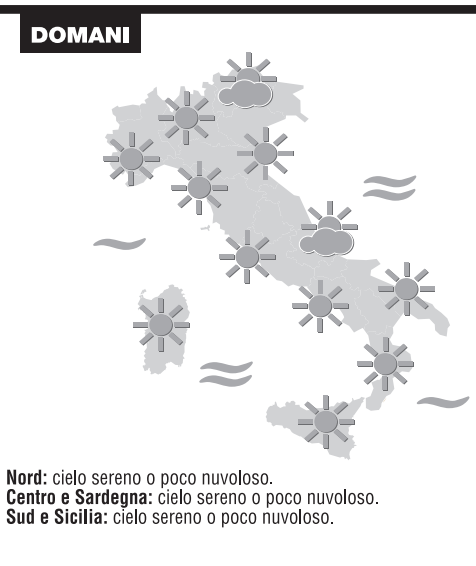 DOMANI
Nord: cielo sereno o poco nuvoloso.
Centro e Sardegna: cielo sereno o poco nuvoloso.
Sud e Sicilia: cielo sereno o poco nuvoloso.